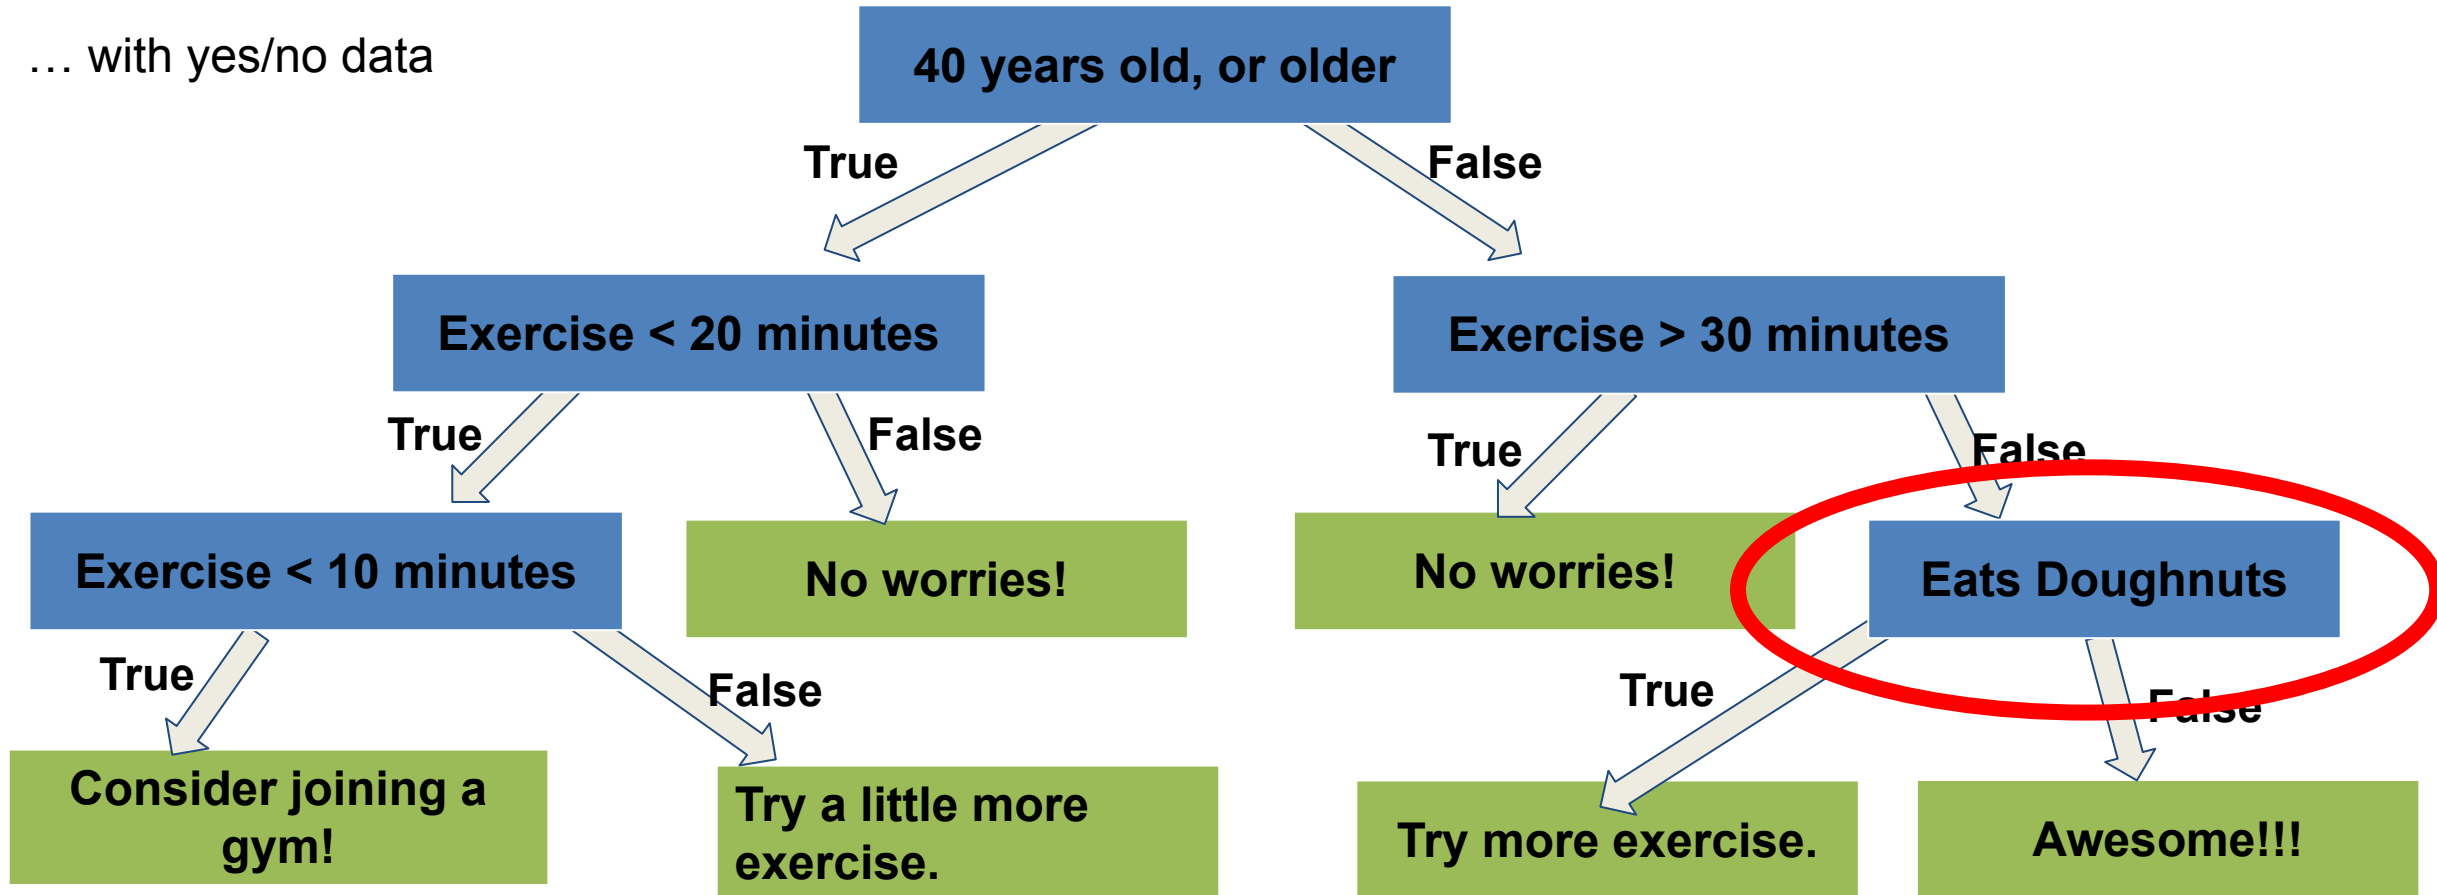 … with yes/no data
40 years old, or older
True
False
Exercise < 20 minutes
Exercise > 30 minutes
True
False
True
False
Exercise < 10 minutes
No worries!
No worries!
Eats Doughnuts
True
False
True
False
Consider joining a
gym!
Try a little more
exercise.
Try more exercise.
Awesome!!!